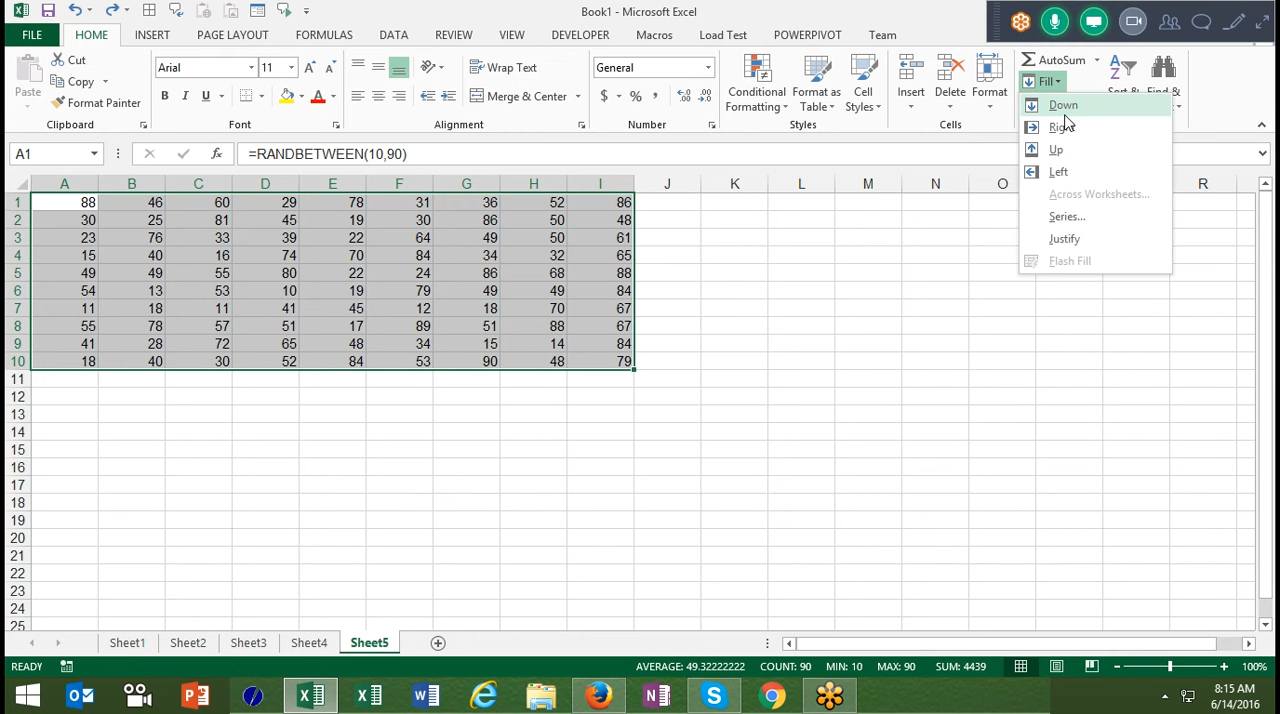 Book1 - Microsoft Excel
FILE HOME INSERT PAGE LAYOUT ULAS DATA REVIEW VIEW DEVELOPER Macros Load Test POWERPIVOT Team
Paste
Cut
Copy
Format Painter
Clipboard
Arial 11
B I U
Font
Wrap Text
Merge & Center
Alignment
General
$ % ,
Number
Conditional Formatting
Format as Table
Cell Styles
Styles
Insert Delete Format
Cells
AutoSum
Fill
Sort & Find &
Down
Up
Left
Across Worksheets...
Series...
Justify
Flash Fill
A1 fx =RANDBETWEEN(10,90)
A B C D E F G H I J K L M N O R
1 88 46 60 29 78 31 36 52 86
2 30 25 81 45 19 30 86 50 48
3 23 76 33 39 22 64 49 50 61
4 15 40 16 74 70 84 34 32 65
5 49 49 55 80 22 24 86 68 88
6 54 13 53 10 19 79 49 49 84
7 11 18 11 41 45 12 18 70 67
8 55 78 57 51 17 89 51 88 67
9 41 28 72 65 48 34 15 14 84
10 18 40 30 52 84 53 90 48 79
11
12
13
14
15
16
17
18
19
20
21
22
23
24
25
Sheet1 Sheet2 Sheet3 Sheet4 Sheet5
READY AVERAGE: 49.32222222 COUNT: 90 MIN: 10 MAX: 90 SUM: 4439 100%
8:15 AM
6/14/2016